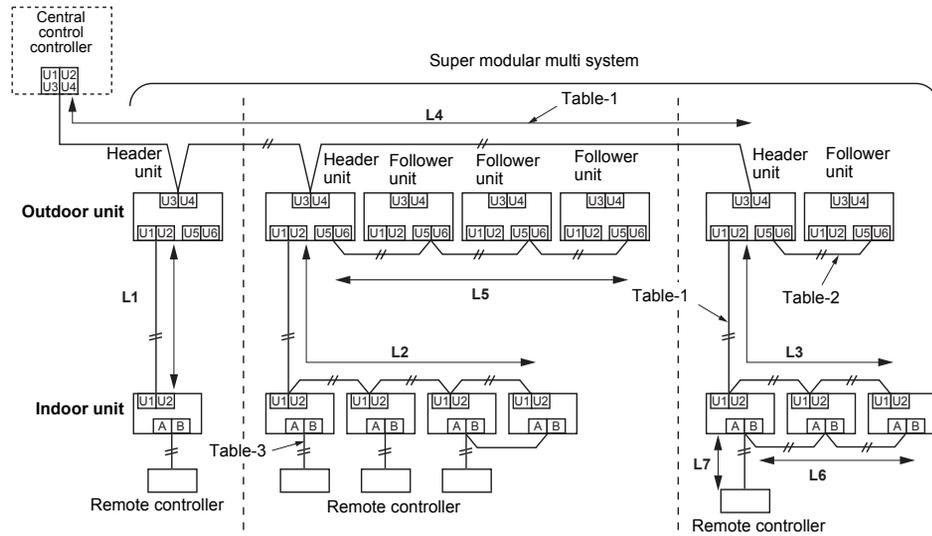 Central
control
controller
U1 U2
U3 U4
Super modular multi system
L4
Table-1
Header
unit
Header
unit
Follower
unit
Follower
unit
Follower
unit
Header
unit
Follower
unit
Outdoor unit
U3 U4
U3 U4
U3 U4
U3 U4
U3 U4
U3 U4
U3 U4
U1 U2 U5 U6
U1 U2 U5 U6
U1 U2 U5 U6
U1 U2 U5 U6
U1 U2 U5 U6
U1 U2 U5 U6
U1 U2 U5 U6
L1
L5
Table-1
Table-2
L2
L3
Indoor unit
U1 U2
U1 U2
U1 U2
U1 U2
U1 U2
U1 U2
U1 U2
U1 U2
A B
A B
A B
A B
A B
A B
A B
A B
Table-3
L7
L6
Remote controller
Remote controller
Remote controller